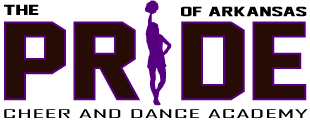 THE PRIDE OF ARKANSAS
CHEER AND DANCE ACADEMY